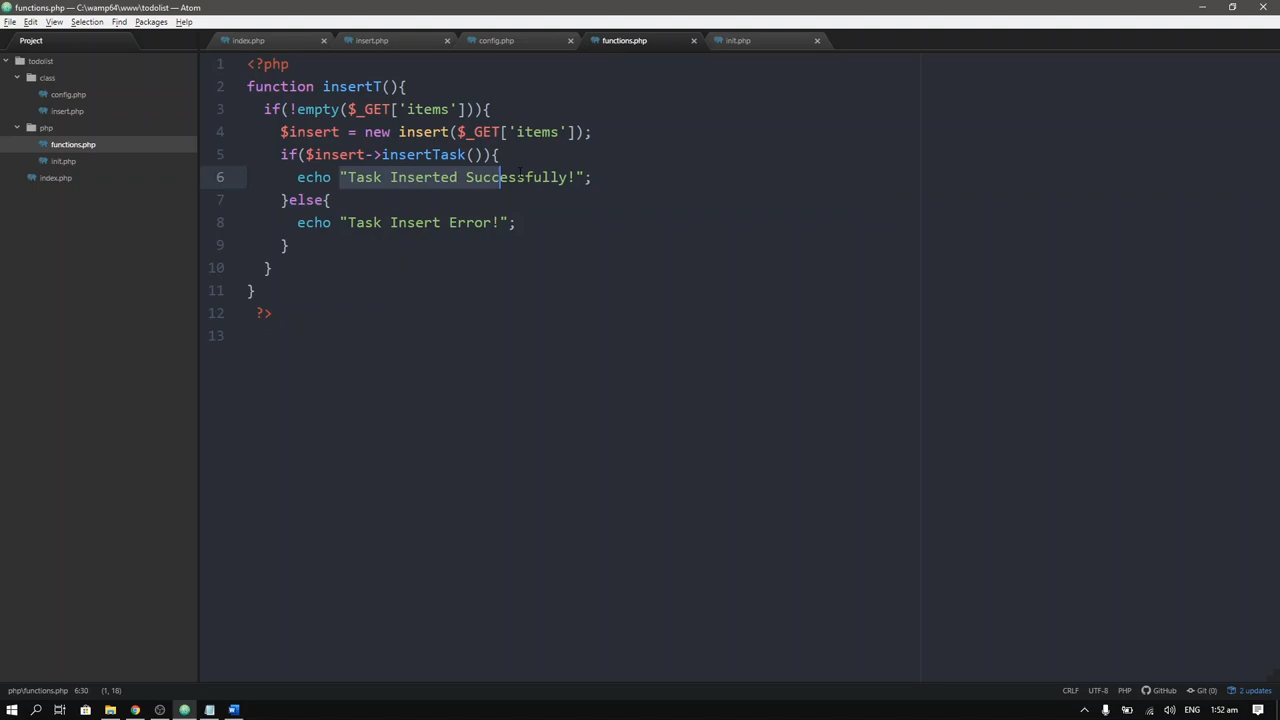 functions.php — C:\wamp64\www\todolist — Atom
File Edit View Selection Find Packages Help
Project
index.php
insert.php
config.php
functions.php
init.php
todolist
class
config.php
insert.php
php
functions.php
init.php
index.php
1 <?php
2 function insertT(){
3 if(!empty($_GET['items'])){
4 $insert = new insert($_GET['items']);
5 if($insert->insertTask()){
6 echo "Task Inserted Successfully!";
7 }else{
8 echo "Task Insert Error!";
9 }
10 }
11 }
12 ?>
13
php\functions.php 6:30 (1, 18)
CRLF UTF-8 PHP GitHub Git (0) 2 updates
ENG 1:52 am